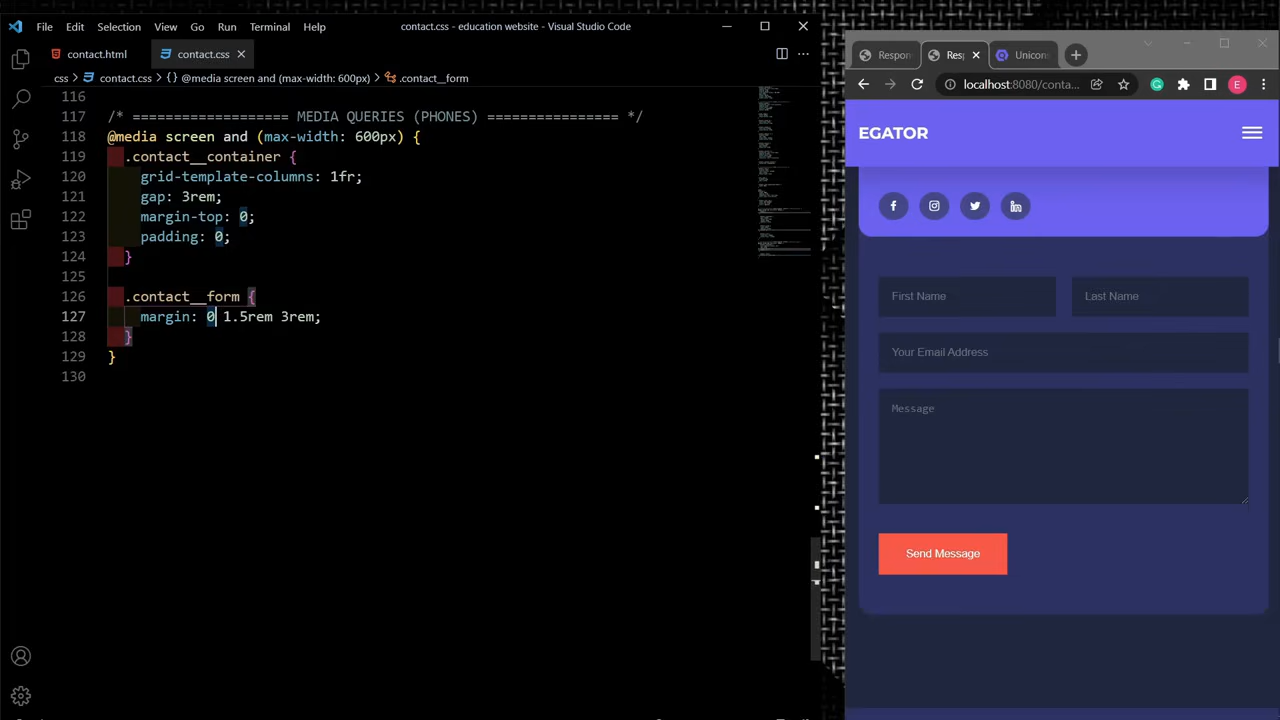 File Edit Selection View Go Run Terminal Help contact.css - education website - Visual Studio Code
contact.html contact.css
css > contact.css > {} @media screen and (max-width: 600px) > .contact__form
116
117 /* =================== MEDIA QUERIES (PHONES) ================ */
118 @media screen and (max-width: 600px) {
119 .contact__container {
120 grid-template-columns: 1fr;
121 gap: 3rem;
122 margin-top: 0;
123 padding: 0;
124 }
125
126 .contact__form {
127 margin: 0 1.5rem 3rem;
128 }
129 }
130
Respon Resp Unicons
localhost:8080/conta...
E
EGATOR
First Name Last Name
Your Email Address
Message
Send Message